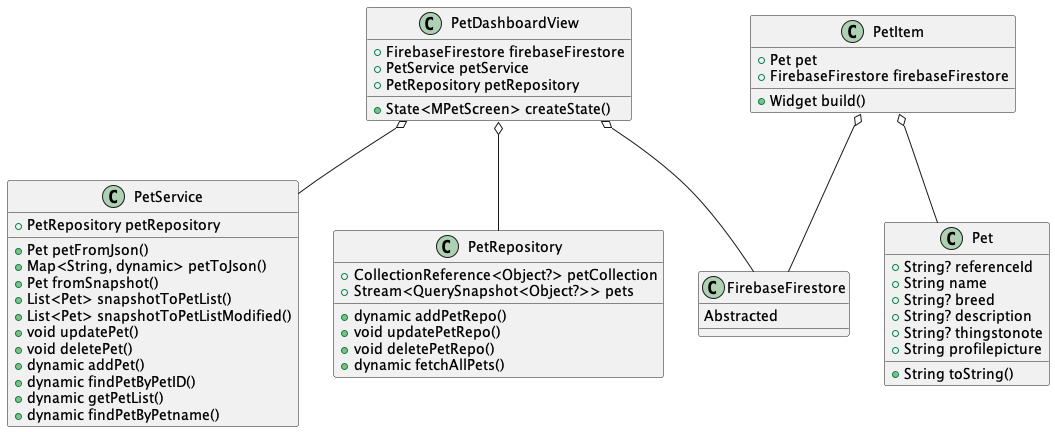 C PetDashboardView
FirebaseFirestore firebaseFirestore
PetService petService
PetRepository petRepository
State<MPetScreen> createState()
C PetItem
Pet pet
FirebaseFirestore firebaseFirestore
Widget build()
C PetService
PetRepository petRepository
Pet petFromJson()
Map<String, dynamic> petToJson()
Pet fromSnapshot()
List<Pet> snapshotToPetList()
List<Pet> snapshotToPetListModified()
void updatePet()
void deletePet()
dynamic addPet()
dynamic findPetByPetID()
dynamic getPetList()
dynamic findPetByPetname()
C PetRepository
CollectionReference<Object?> petCollection
Stream<QuerySnapshot<Object?>> pets
dynamic addPetRepo()
void updatePetRepo()
void deletePetRepo()
dynamic fetchAllPets()
C FirebaseFirestore
Abstracted
C Pet
String? referenceId
String name
String? breed
String? description
String? thingstonote
String profilepicture
String toString()